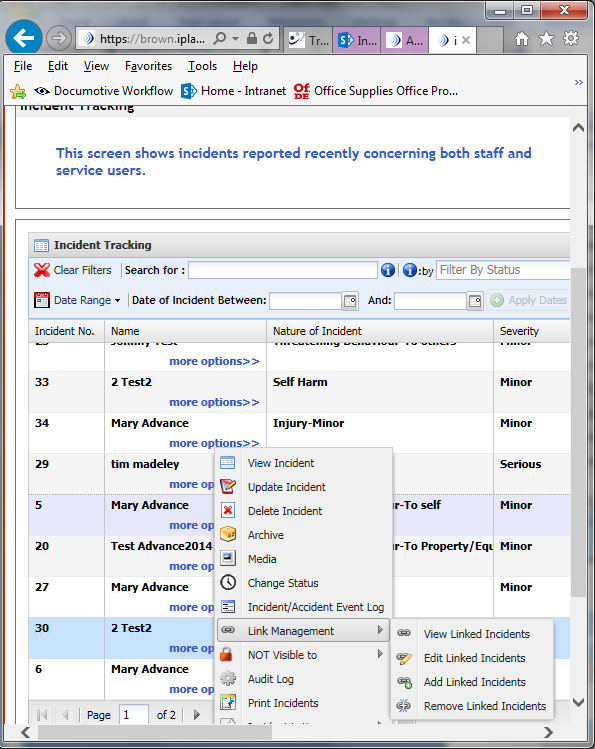 https://brown.ipla
Tr...
In...
A...
i
File Edit View Favorites Tools Help
Documotive Workflow Home - Intranet Of DE Office Supplies Office Pro...
Incident Tracking
This screen shows incidents reported recently concerning both staff and
service users.
Incident Tracking
Clear Filters Search for : :by Filter By Status
Date Range Date of Incident Between: And: Apply Dates
Incident No. Name Nature of Incident Severity
Johnny Test Threatening Behaviour-To others Minor
more options>>
33 2 Test2 Self Harm Minor
more options>>
34 Mary Advance Injury-Minor Minor
more options>>
29 tim madeley Serious
more op
5 Mary Advance ur-To self Minor
more op
20 Test Advance2014 ur-To Property/Equ Minor
more op
27 Mary Advance Minor
more op
30 2 Test2
more op
6 Mary Advance
more op
View Incident
Update Incident
Delete Incident
Archive
Media
Change Status
Incident/Accident Event Log
Link Management
NOT Visible to
Audit Log
Print Incidents
View Linked Incidents
Edit Linked Incidents
Add Linked Incidents
Remove Linked Incidents
Page 1 of 2